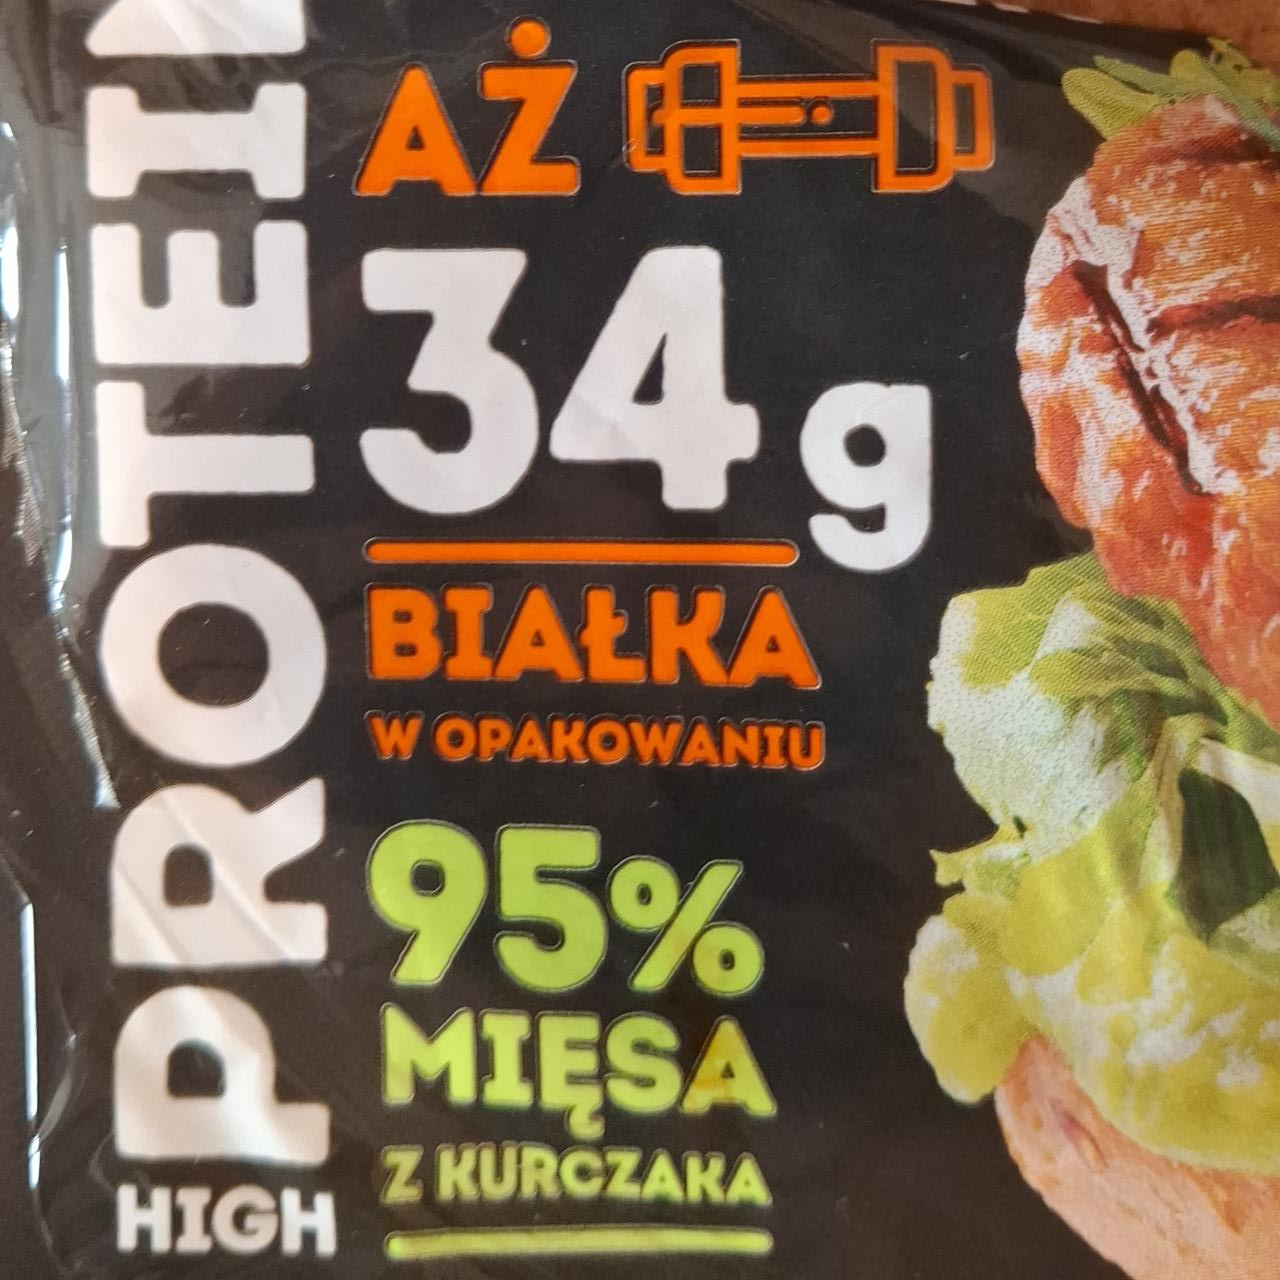 HIGH
PROTEIN
AŻ
34 g
BIAŁKA
W OPAKOWANIU
95%
MIĘSA
Z KURCZAKA